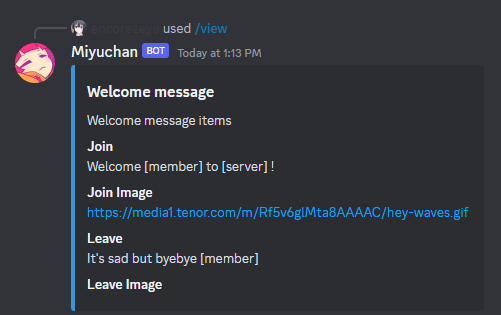 used /view
Miyuchan BOT Today at 1:13 PM
Welcome message
Welcome message items
Join
Welcome [member] to [server] !
Join Image
https://media1.tenor.com/m/Rf5v6glMta8AAAAC/hey-waves.gif
Leave
It's sad but byebye [member]
Leave Image